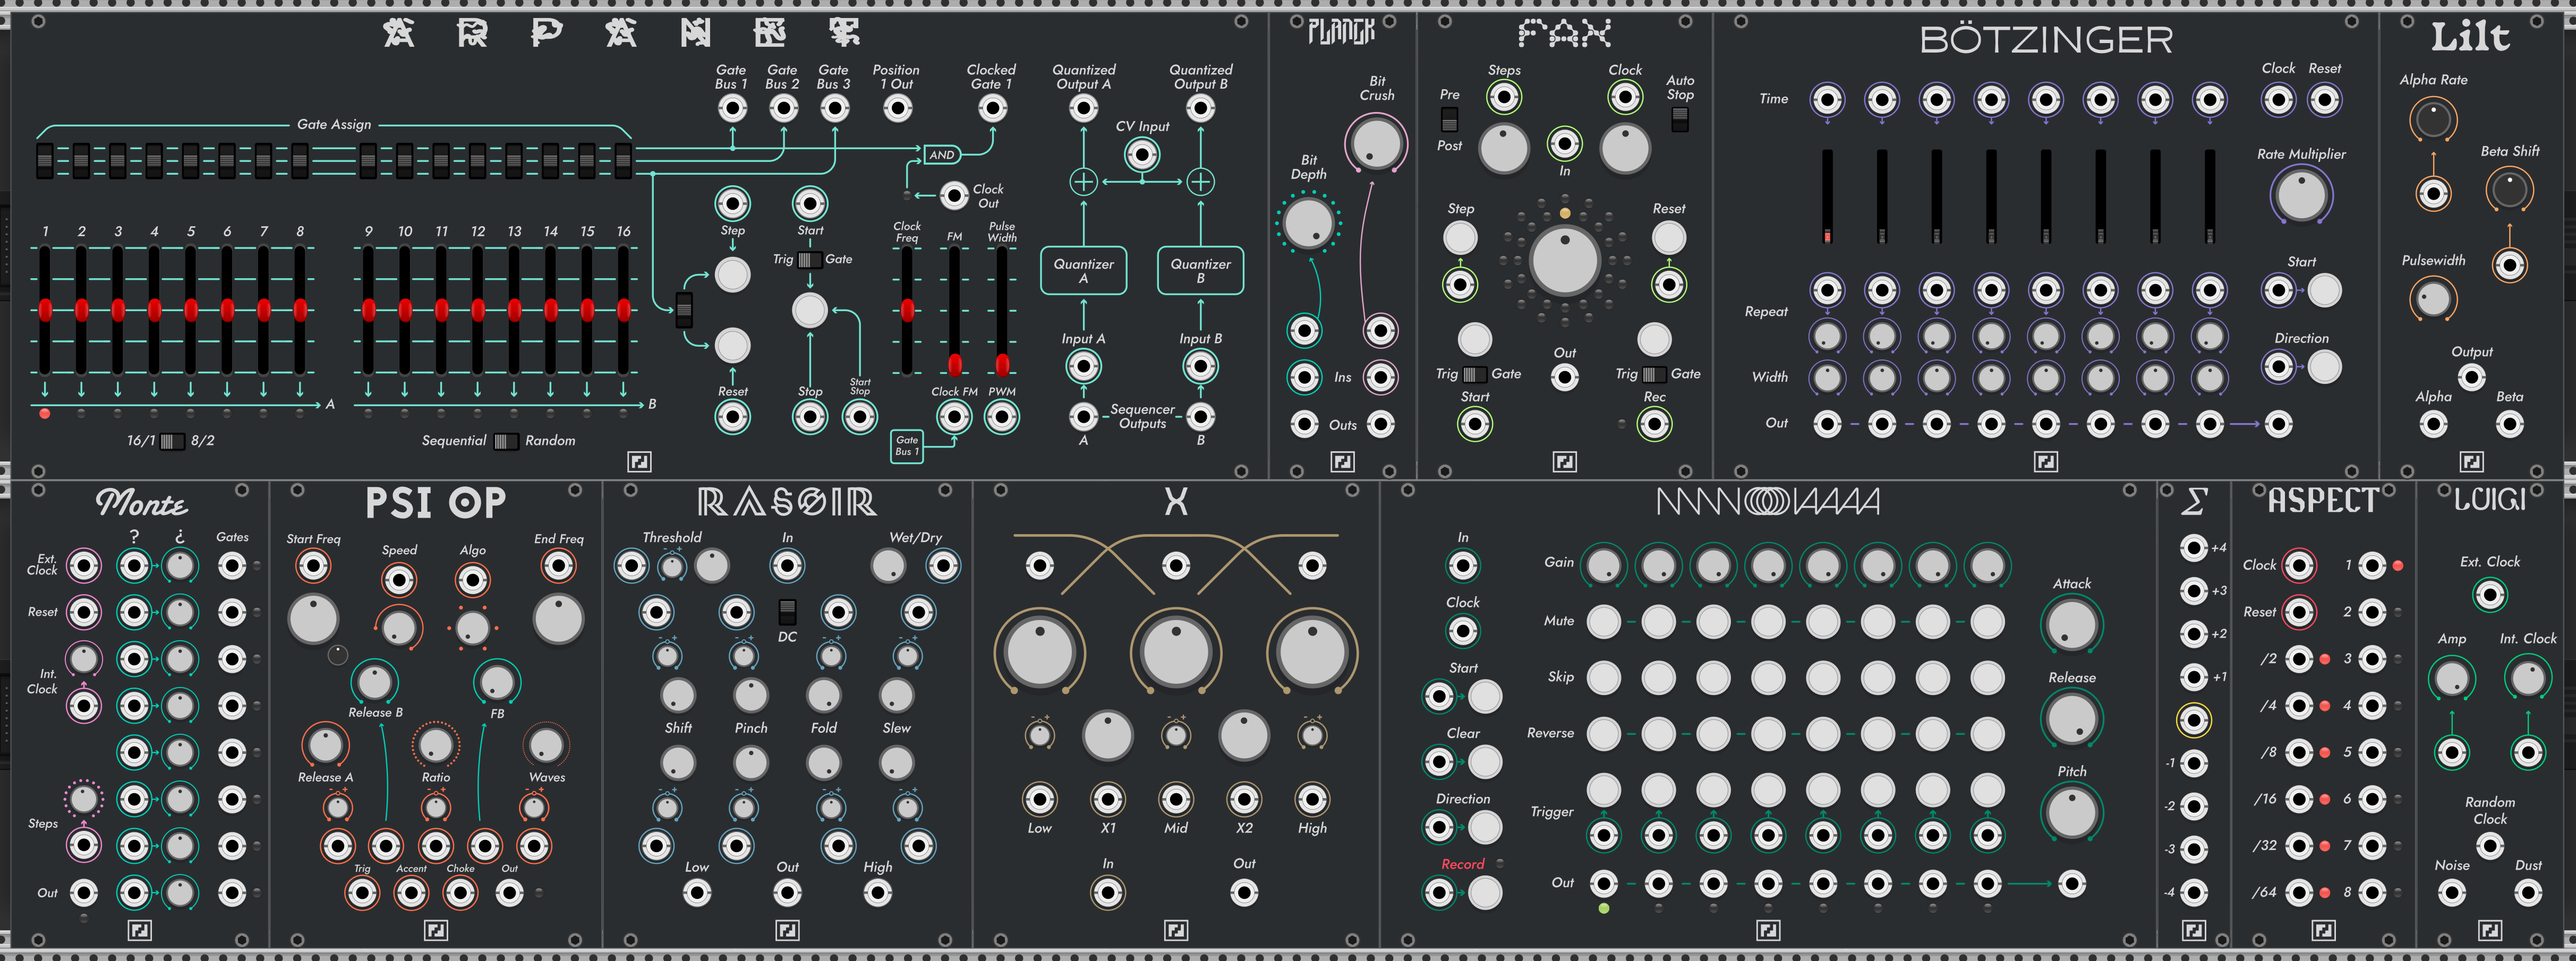 ARPANET
Gate Bus 1
Gate Bus 2
Gate Bus 3
Position 1 Out
Clocked Gate 1
Quantized Output A
Quantized Output B
Gate Assign
CV Input
AND
Clock Out
1 2 3 4 5 6 7 8
9 10 11 12 13 14 15 16
Step
Start
Trig Gate
Clock Freq
FM
Pulse Width
Quantizer A
Quantizer B
Input A
Input B
Reset
Stop
Start Stop
Clock FM
PWM
A
B
16/1 8/2
Sequential Random
Gate Bus 1
A
Sequencer Outputs
B
PLANCK
Bit Crush
Bit Depth
Ins
Outs
FAX
Steps
Clock
Pre
Post
Auto Stop
In
Step
Reset
Out
Trig Gate
Trig Gate
Start
Rec
BÖTZINGER
Time
Clock
Reset
Rate Multiplier
Start
Repeat
Direction
Width
Out
Lilt
Alpha Rate
Beta Shift
Pulsewidth
Output
Alpha
Beta
Monte
? ¿ Gates
Ext. Clock
Reset
Int. Clock
Steps
Out
PSI OP
Start Freq
Speed
Algo
End Freq
Release B
FB
Release A
Ratio
Waves
- + - + - +
Trig
Accent
Choke
Out
RASOIR
Threshold
- +
In
Wet/Dry
DC
- + - + - + - +
Shift
Pinch
Fold
Slew
- + - + - + - +
Low
Out
High
X
- + - + - +
Low
X1
Mid
X2
High
In
Out
NNNOOIAAAA
In
Clock
Start
Clear
Direction
Record
Gain
Mute
Skip
Reverse
Trigger
Out
Attack
Release
Pitch
Σ
+4
+3
+2
+1
-1
-2
-3
-4
ASPECT
Clock 1
Reset 2
/2 3
/4 4
/8 5
/16 6
/32 7
/64 8
LUIGI
Ext. Clock
Amp
Int. Clock
Random Clock
Noise
Dust